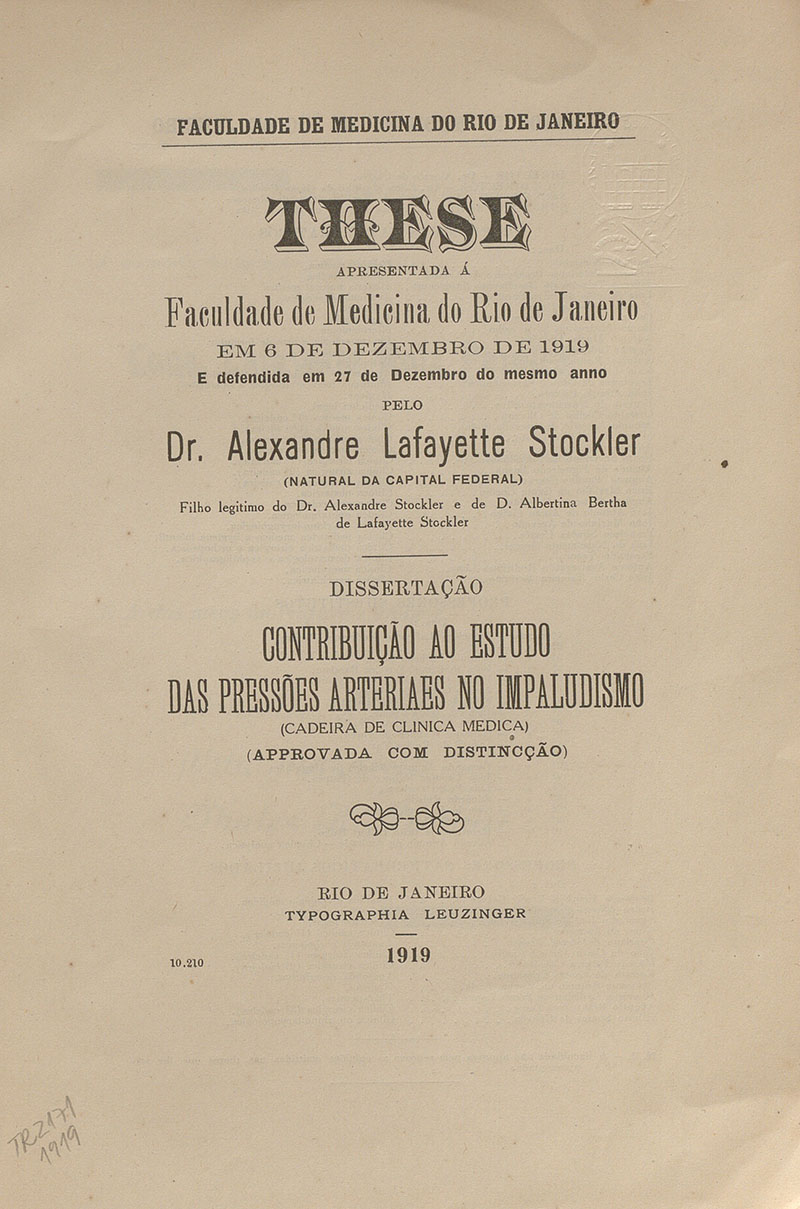 FACULDADE DE MEDICINA DO RIO DE JANEIRO
THESE
APRESENTADA Á
Faculdade de Medicina do Rio de Janeiro
EM 6 DE DEZEMBRO DE 1919
E defendida em 27 de Dezembro do mesmo anno
PELO
Dr. Alexandre Lafayette Stockler
(NATURAL DA CAPITAL FEDERAL)
Filho legitimo do Dr. Alexandre Stockler e de D. Albertina Bertha
de Lafayette Stockler
DISSERTAÇÃO
CONTRIBUIÇÃO AO ESTUDO
DAS PRESSÕES ARTERIAES NO IMPALUDISMO
(CADEIRA DE CLINICA MEDICA)
(APPROVADA COM DISTINCÇÃO)
RIO DE JANEIRO
TYPOGRAPHIA LEUZINGER
1919
10.210
1919